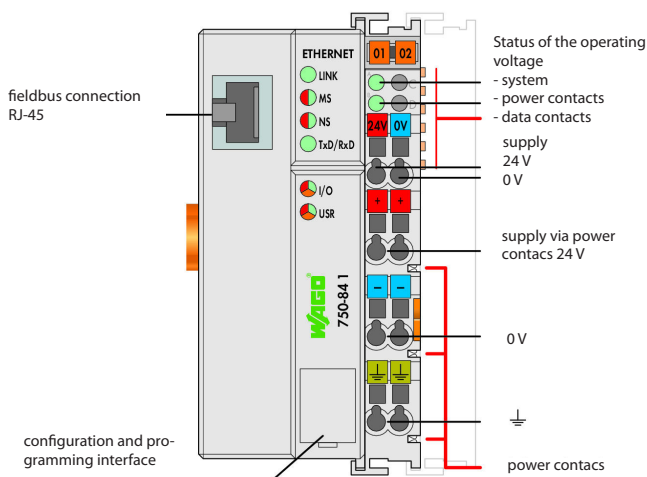 fieldbus connection
RJ-45
configuration and pro-
gramming interface
ETHERNET
LINK
MS
NS
TxD/RxD
I/O
USR
WAGO
750-84 1
01 02
C
D
24V 0V
+ +
− −
Status of the operating
voltage
- system
- power contacts
- data contacts
supply
24 V
0 V
supply via power
contacs 24 V
0 V
power contacs